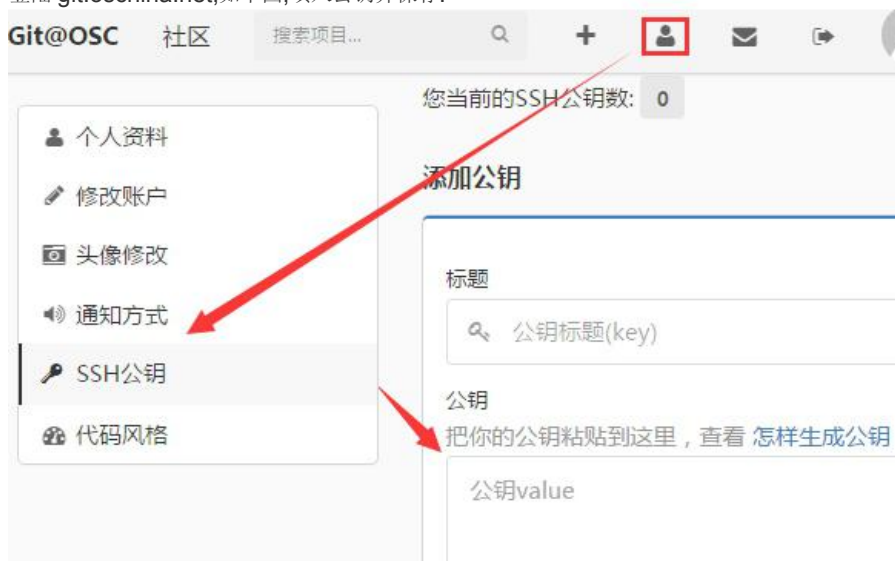 Git@OSC 社区 搜索项目...
您当前的SSH公钥数: 0
个人资料
修改账户
头像修改
通知方式
SSH公钥
代码风格
添加公钥
标题
公钥标题(key)
公钥
把你的公钥粘贴到这里，查看 怎样生成公钥
公钥value